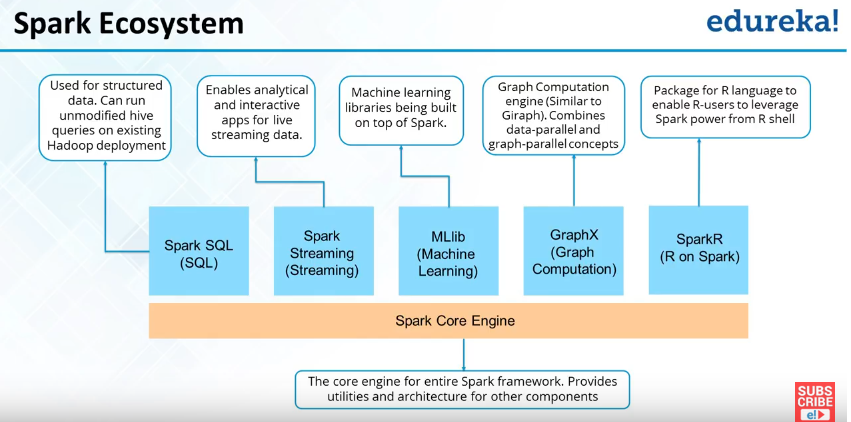 Spark Ecosystem
edureka!
Used for structured
data. Can run
unmodified hive
queries on existing
Hadoop deployment
Enables analytical
and interactive
apps for live
streaming data.
Machine learning
libraries being built
on top of Spark.
Graph Computation
engine (Similar to
Giraph). Combines
data-parallel and
graph-parallel concepts
Package for R language to
enable R-users to leverage
Spark power from R shell
Spark SQL
(SQL)
Spark
Streaming
(Streaming)
MLlib
(Machine
Learning)
GraphX
(Graph
Computation)
SparkR
(R on Spark)
Spark Core Engine
The core engine for entire Spark framework. Provides
utilities and architecture for other components
SUBS
CRIBE
e!